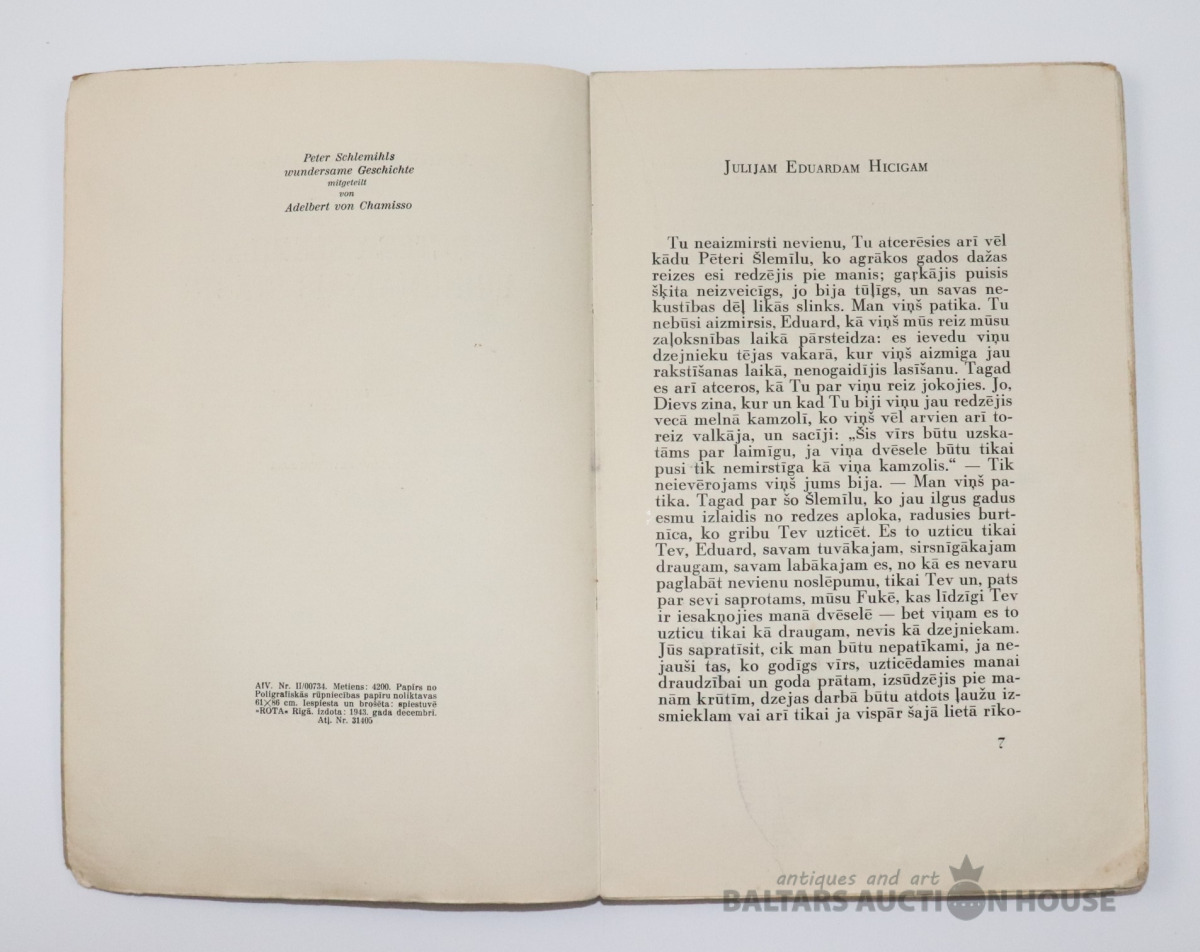 Peter Schlemihls
wundersame Geschichte
mitgeteilt
von
Adelbert von Chamisso
AfV. Nr. II/00734. Metiens: 4200. Papīrs no
Poligrafiskās rūpniecības papīru noliktavas
61×86 cm. Iespiesta un brošēta: spiestuvē
»ROTA« Rīgā. Izdota: 1943. gada decembrī.
Atļ. Nr. 31405
JULIJAM EDUARDAM HICIGAM
Tu neaizmirsti nevienu, Tu atcerēsies arī vēl
kādu Pēteri Šlemīlu, ko agrākos gados dažas
reizes esi redzējis pie manis; gaŗkājis puisis
šķita neizveicīgs, jo bija tūļīgs, un savas ne-
kustības dēļ likās slinks. Man viņš patika. Tu
nebūsi aizmirsis, Eduard, kā viņš mūs reiz mūsu
zaļoksnības laikā pārsteidza: es ievedu viņu
dzejnieku tējas vakarā, kur viņš aizmiga jau
rakstīšanas laikā, nenogaidījis lasīšanu. Tagad
es arī atceros, kā Tu par viņu reiz jokojies. Jo,
Dievs zina, kur un kad Tu biji viņu jau redzējis
vecā melnā kamzolī, ko viņš vēl arvien arī to-
reiz valkāja, un sacīji: „Šis vīrs būtu uzska-
tāms par laimīgu, ja viņa dvēsele būtu tikai
pusi tik nemirstīga kā viņa kamzolis.“ — Tik
neievērojams viņš jums bija. — Man viņš pa-
tika. Tagad par šo Šlemīlu, ko jau ilgus gadus
esmu izlaidis no redzes aploka, radusies burt-
nīca, ko gribu Tev uzticēt. Es to uzticu tikai
Tev, Eduard, savam tuvākajam, sirsnīgākajam
draugam, savam labākajam es, no kā es nevaru
paglabāt nevienu noslēpumu, tikai Tev un, pats
par sevi saprotams, mūsu Fukē, kas līdzīgi Tev
ir iesakņojies manā dvēselē — bet viņam es to
uzticu tikai kā draugam, nevis kā dzejniekam.
Jūs sapratīsit, cik man būtu nepatīkami, ja ne-
jauši tas, ko godīgs vīrs, uzticēdamies manai
draudzībai un goda prātam, izsūdzējis pie ma-
nām krūtīm, dzejas darbā būtu atdots ļaužu iz-
smieklam vai arī tikai ja vispār šajā lietā rīko-
7
antiques and art
BALTARS AUCTION HOUSE